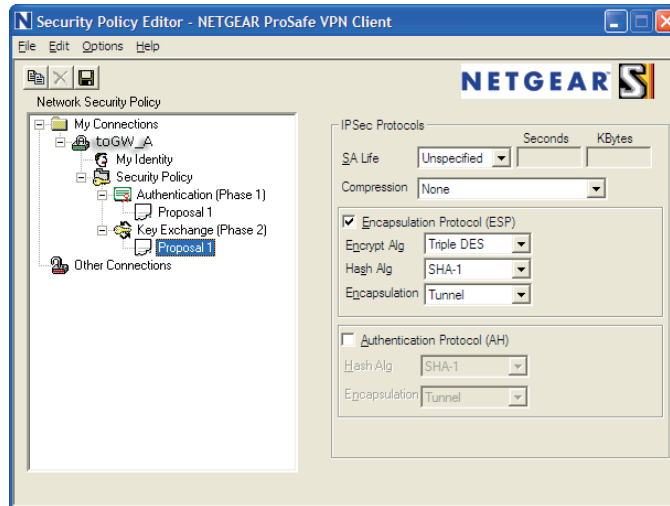 Security Policy Editor - NETGEAR ProSafe VPN Client
File Edit Options Help
NETGEAR
Network Security Policy
My Connections
toGW_A
My Identity
Security Policy
Authentication (Phase 1)
Proposal 1
Key Exchange (Phase 2)
Proposal 1
Other Connections
IPSec Protocols
Seconds KBytes
SA Life Unspecified
Compression None
Encapsulation Protocol (ESP)
Encrypt Alg Triple DES
Hash Alg SHA-1
Encapsulation Tunnel
Authentication Protocol (AH)
Hash Alg SHA-1
Encapsulation Tunnel